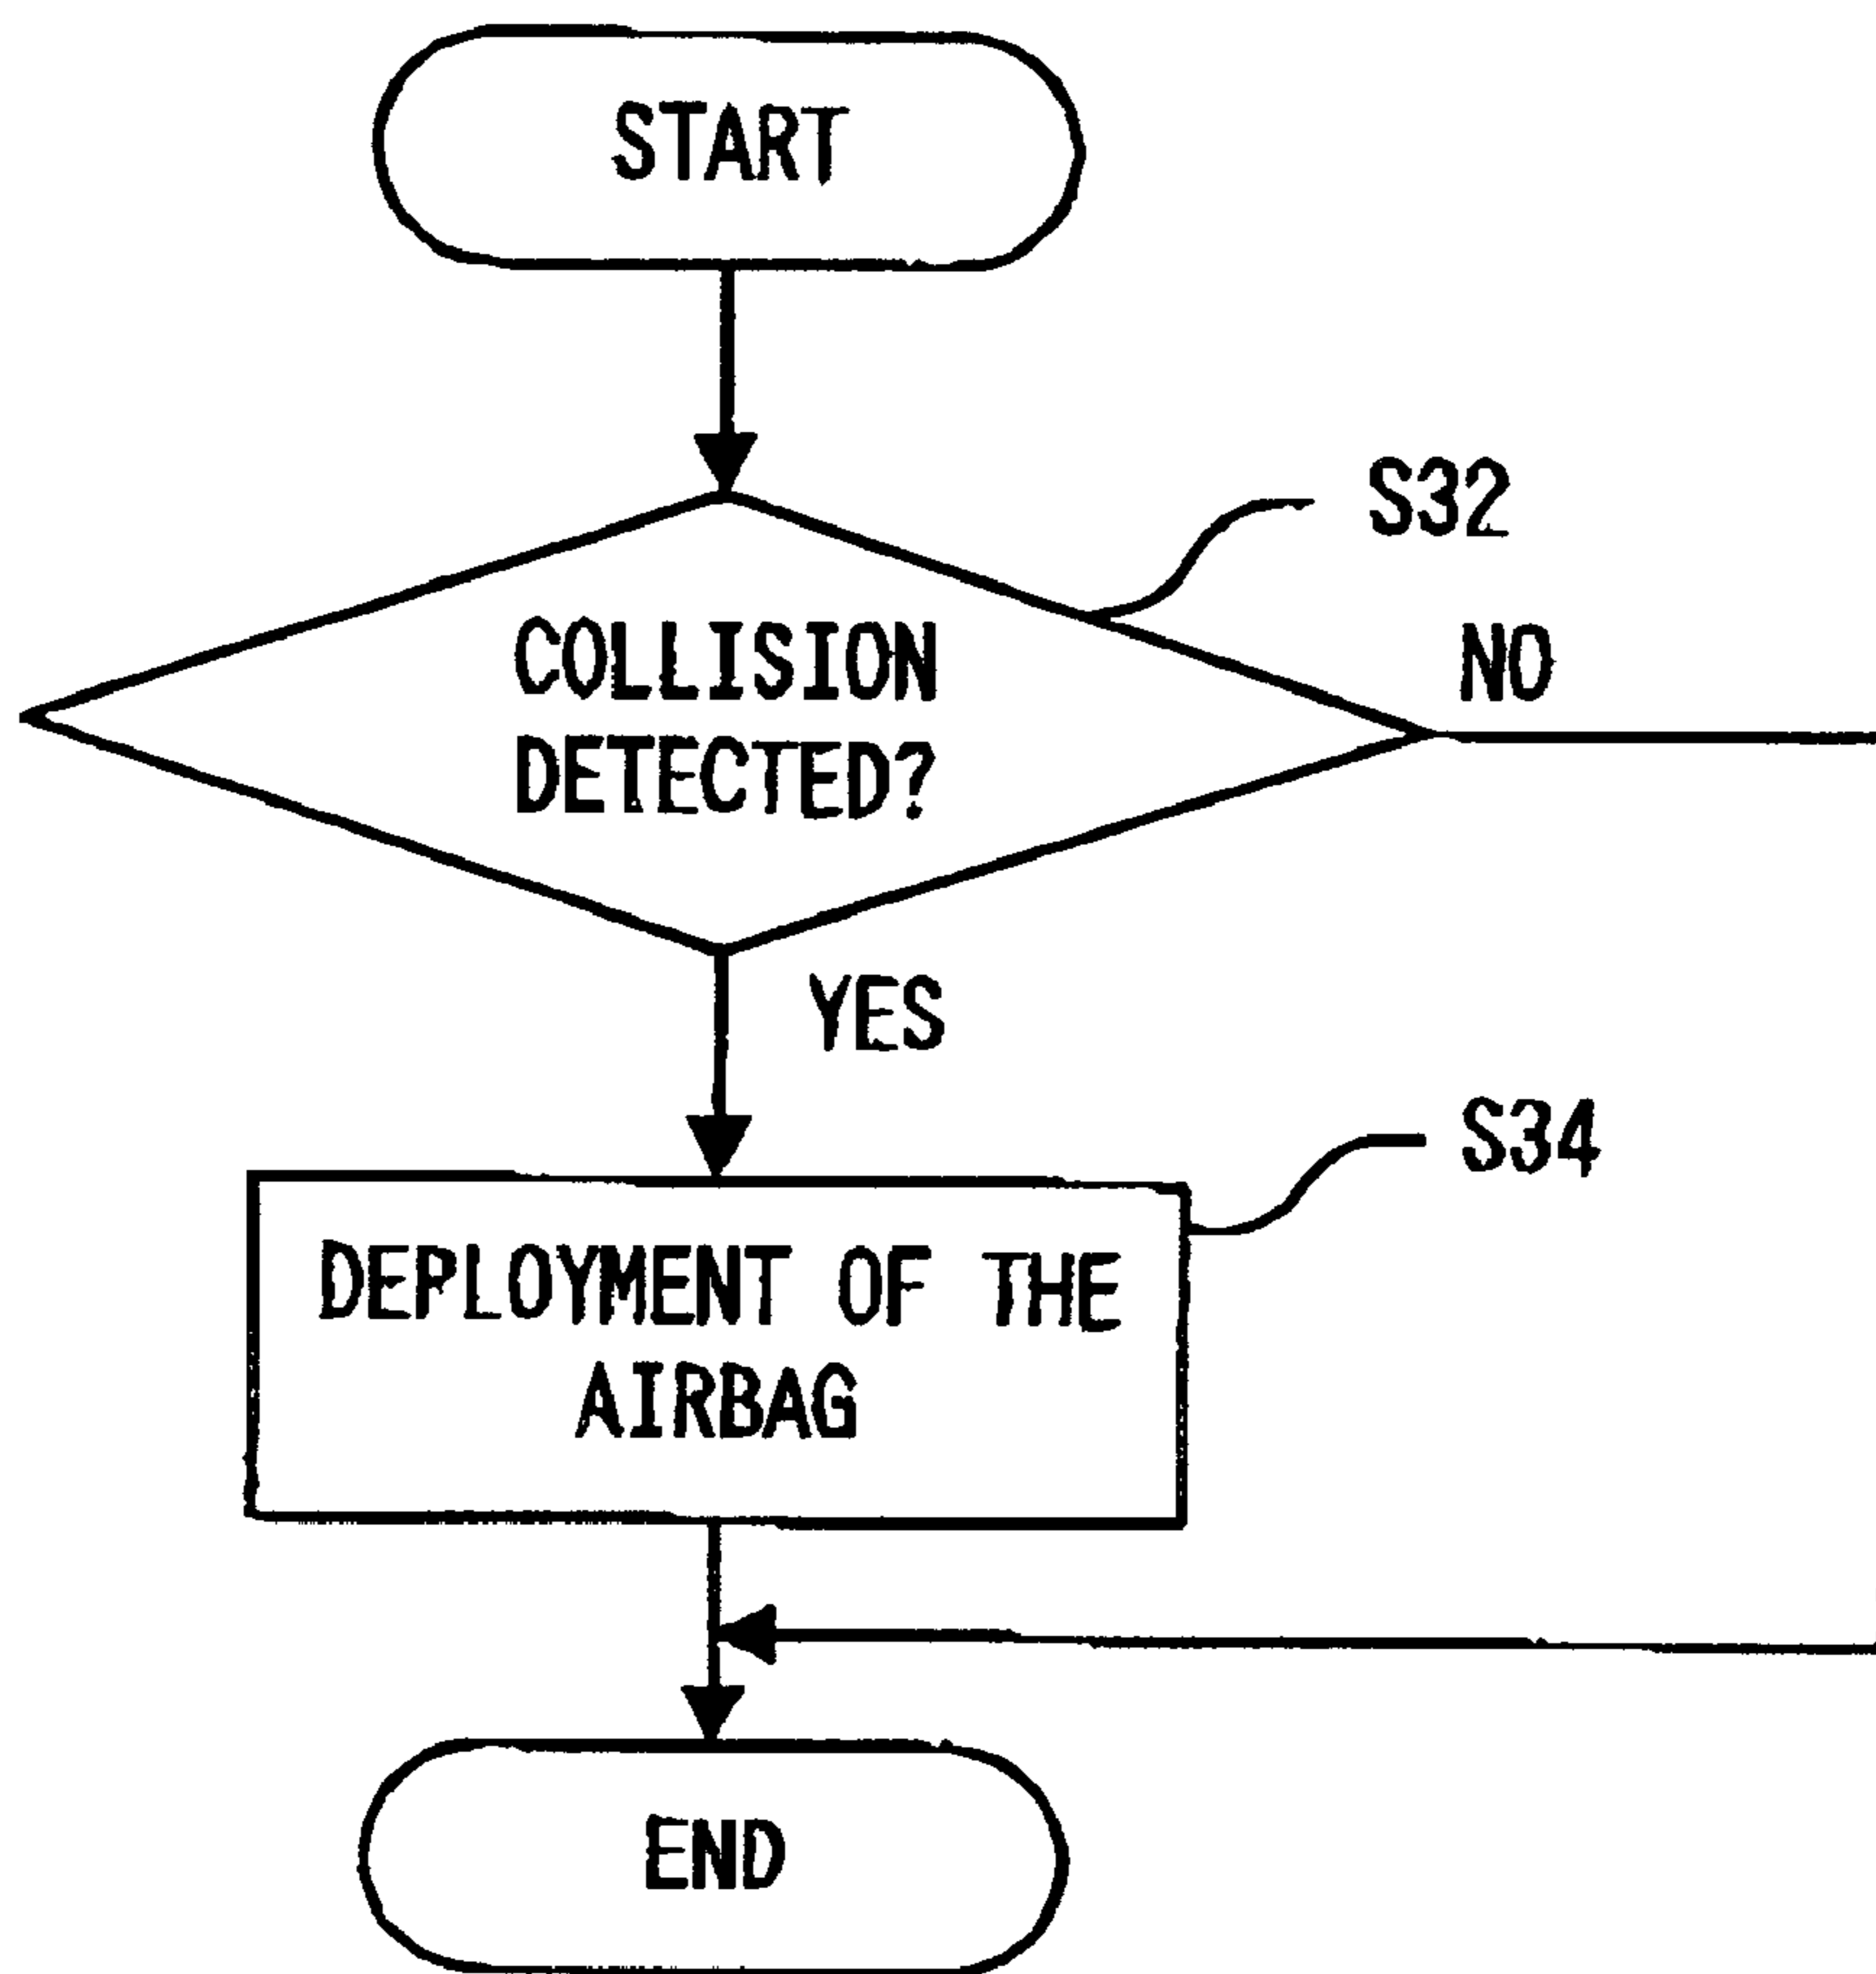 START
S32
COLLISION
DETECTED?
NO
YES
S34
DEPLOYMENT OF THE
AIRBAG
END